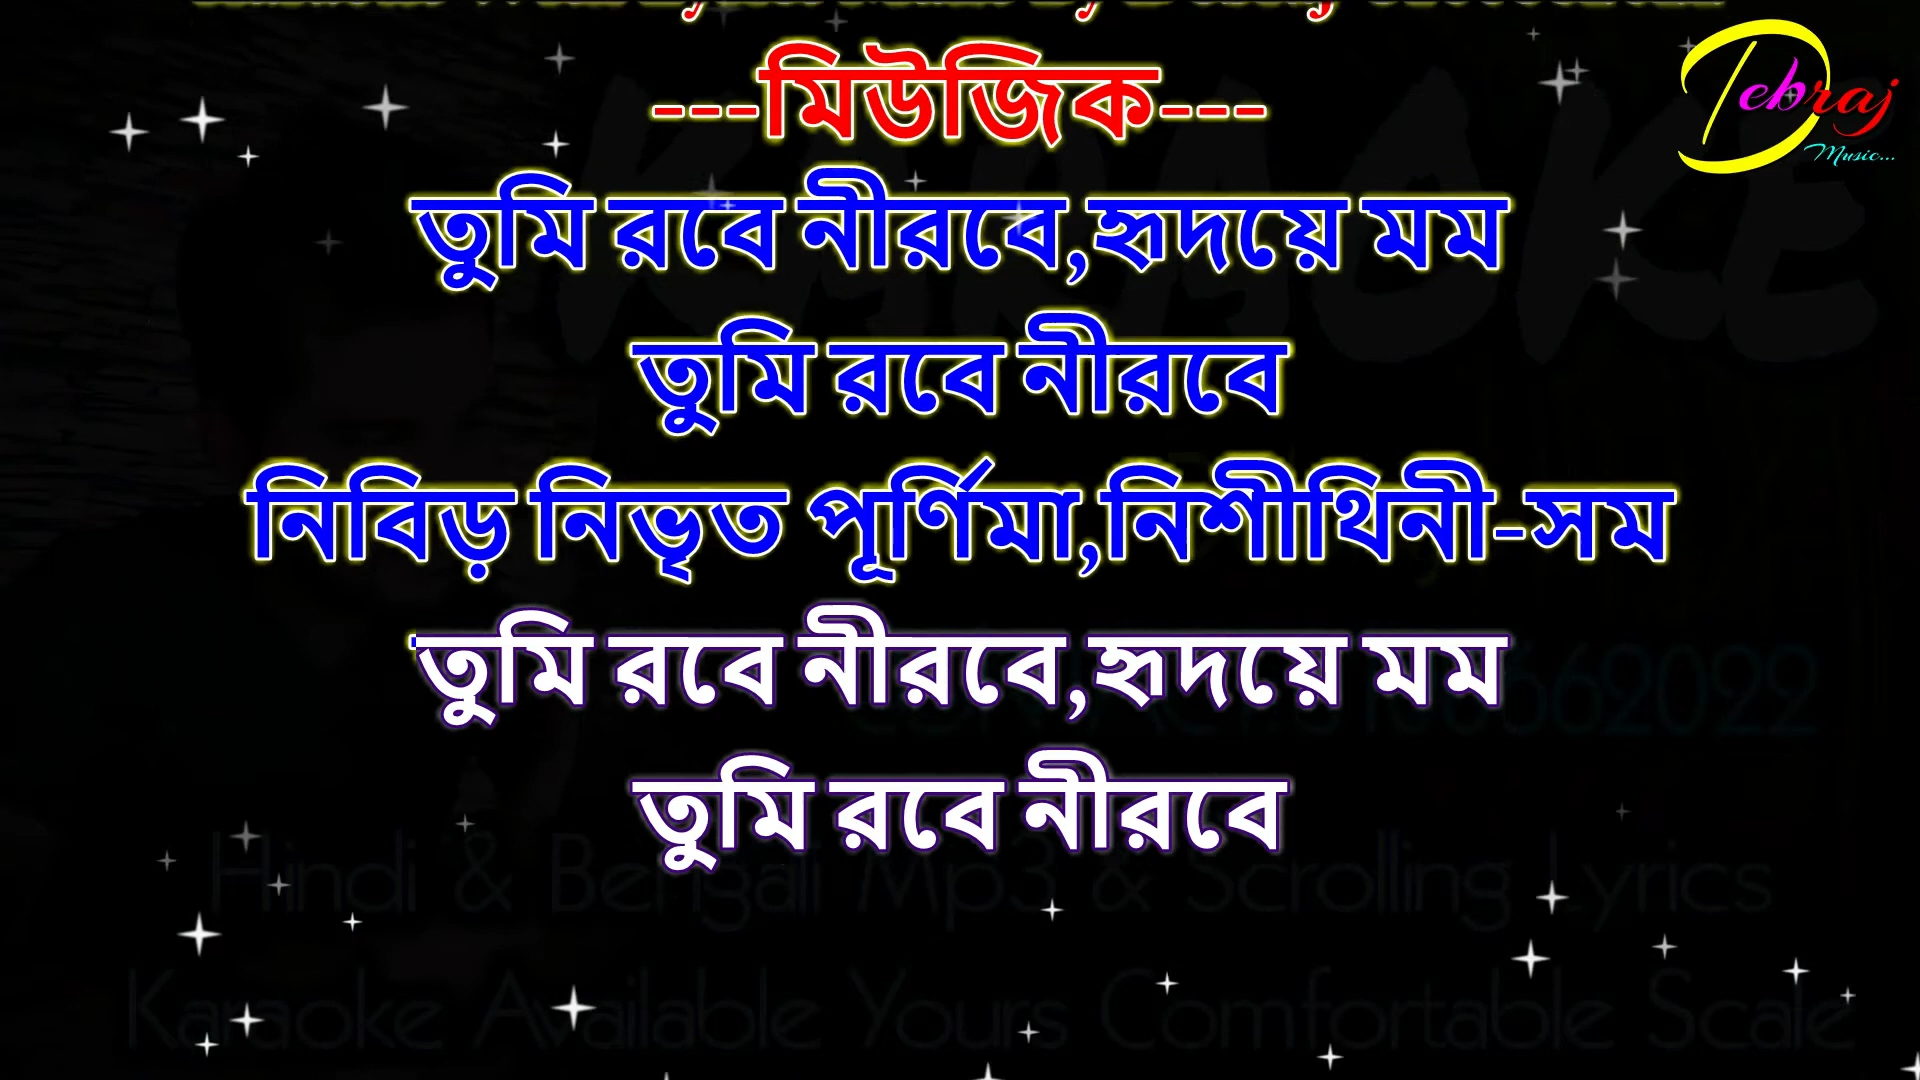 Debraj
Music...
---মিউজিক---
তুমি রবে নীরবে,হৃদয়ে মম
তুমি রবে নীরবে
নিবিড় নিভৃত পূর্ণিমা,নিশীথিনী-সম
তুমি রবে নীরবে,হৃদয়ে মম
তুমি রবে নীরবে
KARAOKE
Hindi & Bengali Mp3 & Scrolling Lyrics
Karaoke Available Yours Comfortable Scale